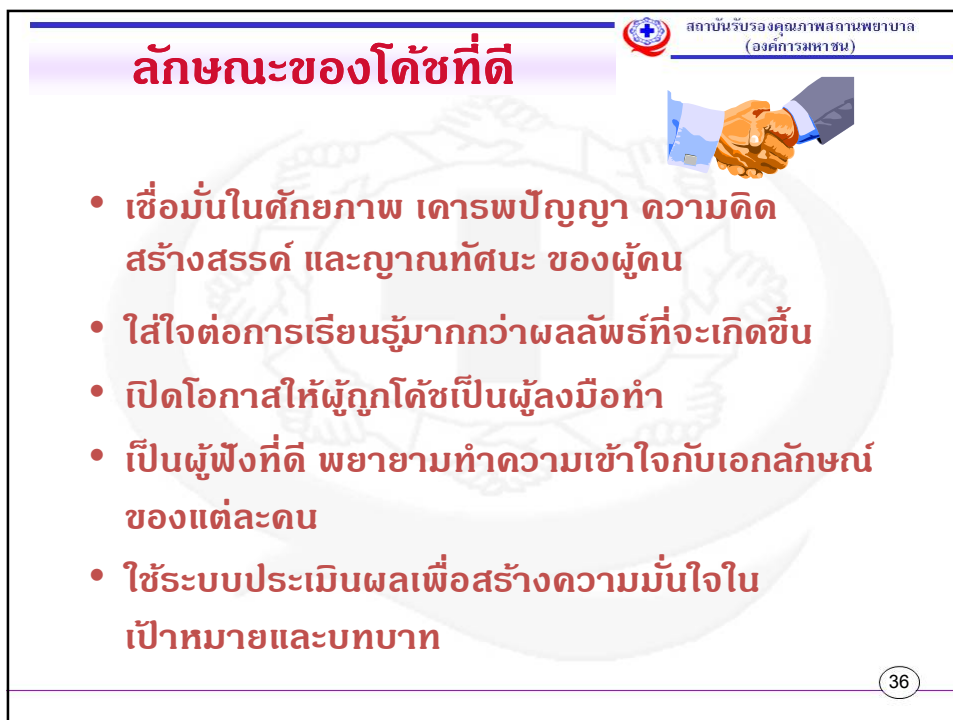 สถาบันรับรองคุณภาพสถานพยาบาล
(องค์การมหาชน)
ลักษณะของโค้ชที่ดี
• เชื่อมั่นในศักยภาพ เคารพปัญญา ความคิด
สร้างสรรค์ และญาณทัศนะ ของผู้คน
• ใส่ใจต่อการเรียนรู้มากกว่าผลลัพธ์ที่จะเกิดขึ้น
• เปิดโอกาสให้ผู้ถูกโค้ชเป็นผู้ลงมือทำ
• เป็นผู้ฟังที่ดี พยายามทำความเข้าใจกับเอกลักษณ์
ของแต่ละคน
• ใช้ระบบประเมินผลเพื่อสร้างความมั่นใจใน
เป้าหมายและบทบาท
36